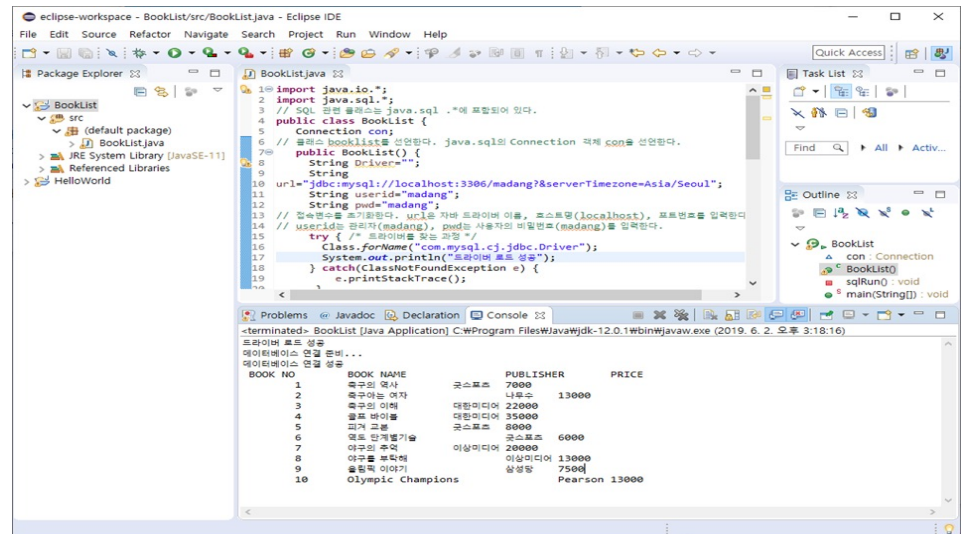 eclipse-workspace - BookList/src/BookList.java - Eclipse IDE
File Edit Source Refactor Navigate Search Project Run Window Help
Quick Access
Package Explorer
BookList
src
(default package)
BookList.java
JRE System Library [JavaSE-11]
Referenced Libraries
HelloWorld
BookList.java
1 import java.io.*;
2 import java.sql.*;
3 // SQL 관련 클래스는 java.sql .*에 포함되어 있다.
4 public class BookList {
5 Connection con;
6 // 클래스 booklist를 선언한다. java.sql의 Connection 객체 con을 선언한다.
7 public BookList() {
8 String Driver="";
9 String
10 url="jdbc:mysql://localhost:3306/madang?&serverTimezone=Asia/Seoul";
11 String userid="madang";
12 String pwd="madang";
13 // 접속변수를 초기화한다. url은 자바 드라이버 이름, 호스트명(localhost), 포트번호를 입력한다
14 // userid는 관리자(madang), pwd는 사용자의 비밀번호(madang)를 입력한다.
15 try { /* 드라이버를 찾는 과정 */
16 Class.forName("com.mysql.cj.jdbc.Driver");
17 System.out.println("드라이버 로드 성공");
18 } catch(ClassNotFoundException e) {
19 e.printStackTrace();
20 }
Task List
Find All Activ...
Outline
BookList
con : Connection
BookList()
sqlRun() : void
main(String[]) : void
Problems Javadoc Declaration Console
<terminated> BookList [Java Application] C:₩Program Files₩Java₩jdk-12.0.1₩bin₩javaw.exe (2019. 6. 2. 오후 3:18:16)
드라이버 로드 성공
데이터베이스 연결 준비...
데이터베이스 연결 성공
BOOK NO BOOK NAME PUBLISHER PRICE
1 축구의 역사 굿스포츠 7000
2 축구아는 여자 나무수 13000
3 축구의 이해 대한미디어 22000
4 골프 바이블 대한미디어 35000
5 피겨 교본 굿스포츠 8000
6 역도 단계별기술 굿스포츠 6000
7 야구의 추억 이상미디어 20000
8 야구를 부탁해 이상미디어 13000
9 올림픽 이야기 삼성당 7500
10 Olympic Champions Pearson 13000